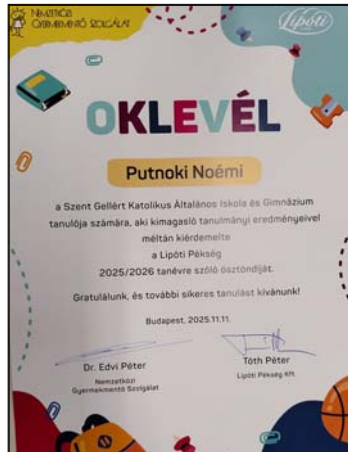 NEMZETKÖZI
GYERMEKMENTŐ SZOLGÁLAT
Lipóti
OKLEVÉL
Putnoki Noémi
a Szent Gellért Katolikus Általános Iskola és Gimnázium
tanulója számára, aki kimagasló tanulmányi eredményeivel
méltán kiérdemelte
a Lipóti Pékség
2025/2026 tanévre szóló ösztöndíját.
Gratulálunk, és további sikeres tanulást kívánunk!
Budapest, 2025.11.11.
Dr. Edvi Péter
Nemzetközi
Gyermekmentő Szolgálat
Tóth Péter
Lipóti Pékség Kft.